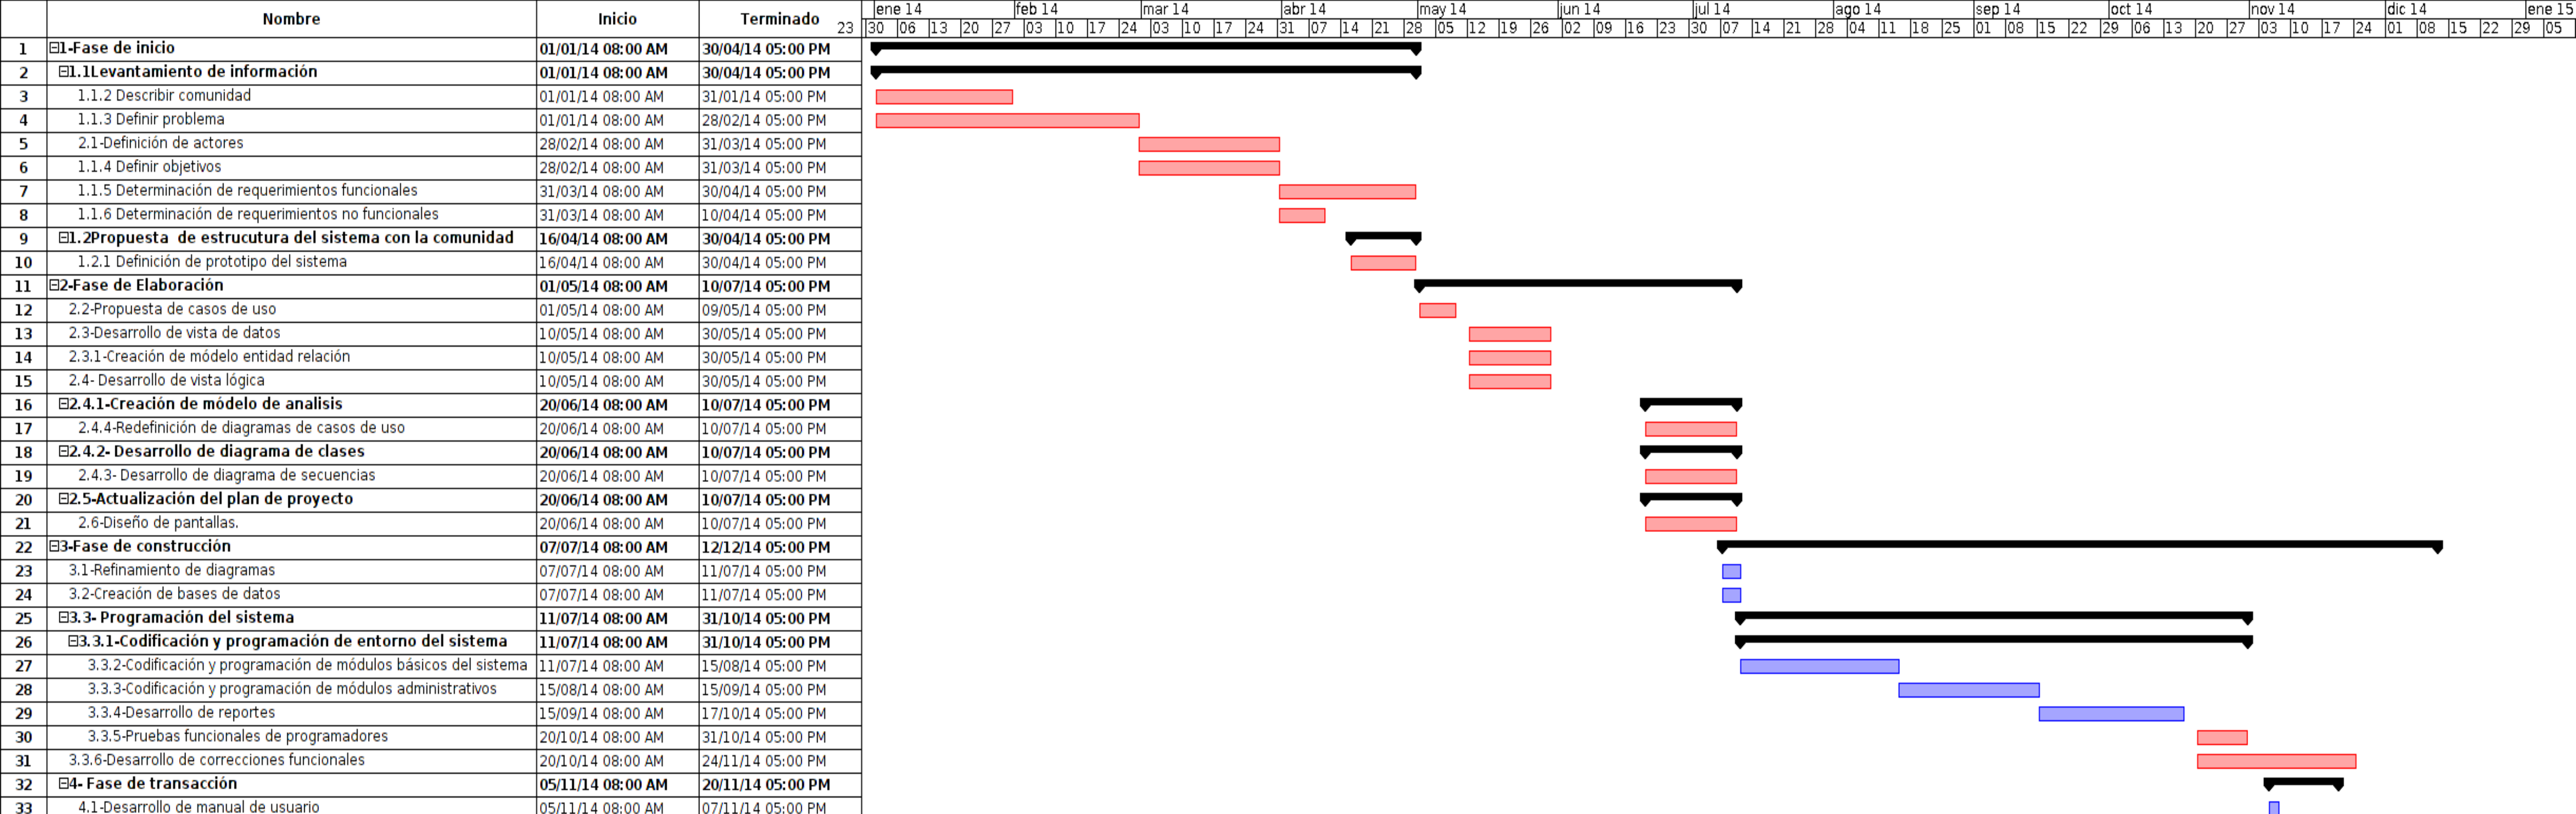 Nombre Inicio Terminado
ene 14 feb 14 mar 14 abr 14 may 14 jun 14 jul 14 ago 14 sep 14 oct 14 nov 14 dic 14 ene 15
23 30 06 13 20 27 03 10 17 24 03 10 17 24 31 07 14 21 28 05 12 19 26 02 09 16 23 30 07 14 21 28 04 11 18 25 01 08 15 22 29 06 13 20 27 03 10 17 24 01 08 15 22 29 05
1 1-Fase de inicio 01/01/14 08:00 AM 30/04/14 05:00 PM
2 1.1Levantamiento de información 01/01/14 08:00 AM 30/04/14 05:00 PM
3 1.1.2 Describir comunidad 01/01/14 08:00 AM 31/01/14 05:00 PM
4 1.1.3 Definir problema 01/01/14 08:00 AM 28/02/14 05:00 PM
5 2.1-Definición de actores 28/02/14 08:00 AM 31/03/14 05:00 PM
6 1.1.4 Definir objetivos 28/02/14 08:00 AM 31/03/14 05:00 PM
7 1.1.5 Determinación de requerimientos funcionales 31/03/14 08:00 AM 30/04/14 05:00 PM
8 1.1.6 Determinación de requerimientos no funcionales 31/03/14 08:00 AM 10/04/14 05:00 PM
9 1.2Propuesta de estrucutura del sistema con la comunidad 16/04/14 08:00 AM 30/04/14 05:00 PM
10 1.2.1 Definición de prototipo del sistema 16/04/14 08:00 AM 30/04/14 05:00 PM
11 2-Fase de Elaboración 01/05/14 08:00 AM 10/07/14 05:00 PM
12 2.2-Propuesta de casos de uso 01/05/14 08:00 AM 09/05/14 05:00 PM
13 2.3-Desarrollo de vista de datos 10/05/14 08:00 AM 30/05/14 05:00 PM
14 2.3.1-Creación de módelo entidad relación 10/05/14 08:00 AM 30/05/14 05:00 PM
15 2.4- Desarrollo de vista lógica 10/05/14 08:00 AM 30/05/14 05:00 PM
16 2.4.1-Creación de módelo de analisis 20/06/14 08:00 AM 10/07/14 05:00 PM
17 2.4.4-Redefinición de diagramas de casos de uso 20/06/14 08:00 AM 10/07/14 05:00 PM
18 2.4.2- Desarrollo de diagrama de clases 20/06/14 08:00 AM 10/07/14 05:00 PM
19 2.4.3- Desarrollo de diagrama de secuencias 20/06/14 08:00 AM 10/07/14 05:00 PM
20 2.5-Actualización del plan de proyecto 20/06/14 08:00 AM 10/07/14 05:00 PM
21 2.6-Diseño de pantallas. 20/06/14 08:00 AM 10/07/14 05:00 PM
22 3-Fase de construcción 07/07/14 08:00 AM 12/12/14 05:00 PM
23 3.1-Refinamiento de diagramas 07/07/14 08:00 AM 11/07/14 05:00 PM
24 3.2-Creación de bases de datos 07/07/14 08:00 AM 11/07/14 05:00 PM
25 3.3- Programación del sistema 11/07/14 08:00 AM 31/10/14 05:00 PM
26 3.3.1-Codificación y programación de entorno del sistema 11/07/14 08:00 AM 31/10/14 05:00 PM
27 3.3.2-Codificación y programación de módulos básicos del sistema 11/07/14 08:00 AM 15/08/14 05:00 PM
28 3.3.3-Codificación y programación de módulos administrativos 15/08/14 08:00 AM 15/09/14 05:00 PM
29 3.3.4-Desarrollo de reportes 15/09/14 08:00 AM 17/10/14 05:00 PM
30 3.3.5-Pruebas funcionales de programadores 20/10/14 08:00 AM 31/10/14 05:00 PM
31 3.3.6-Desarrollo de correcciones funcionales 20/10/14 08:00 AM 24/11/14 05:00 PM
32 4- Fase de transacción 05/11/14 08:00 AM 20/11/14 05:00 PM
33 4.1-Desarrollo de manual de usuario 05/11/14 08:00 AM 07/11/14 05:00 PM